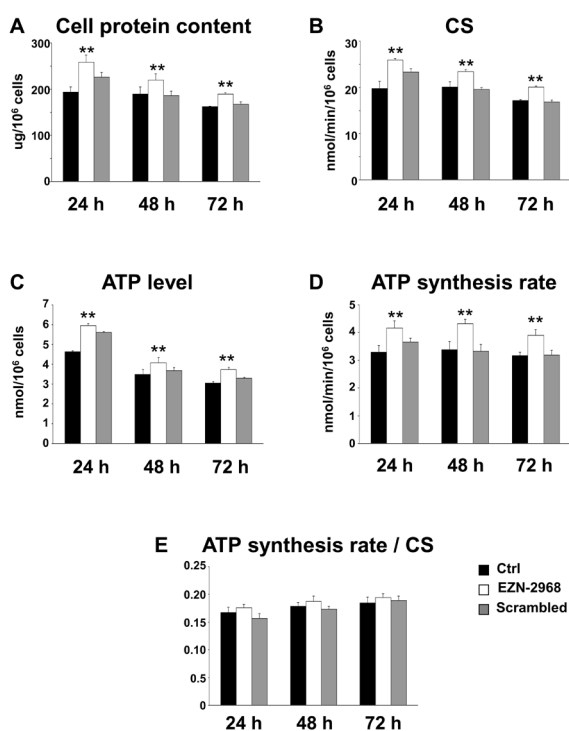 A Cell protein content
ug/10⁶ cells
300
200
100
0
** ** **
24 h 48 h 72 h
B CS
nmol/min/10⁶ cells
30
20
10
0
** ** **
24 h 48 h 72 h
C ATP level
nmol/10⁶ cells
7
6
5
4
3
2
1
0
** ** **
24 h 48 h 72 h
D ATP synthesis rate
nmol/min/10⁶ cells
5
4
3
2
1
0
** ** **
24 h 48 h 72 h
E ATP synthesis rate / CS
0.25
0.20
0.15
0.10
0.05
0
24 h 48 h 72 h
Ctrl
EZN-2968
Scrambled